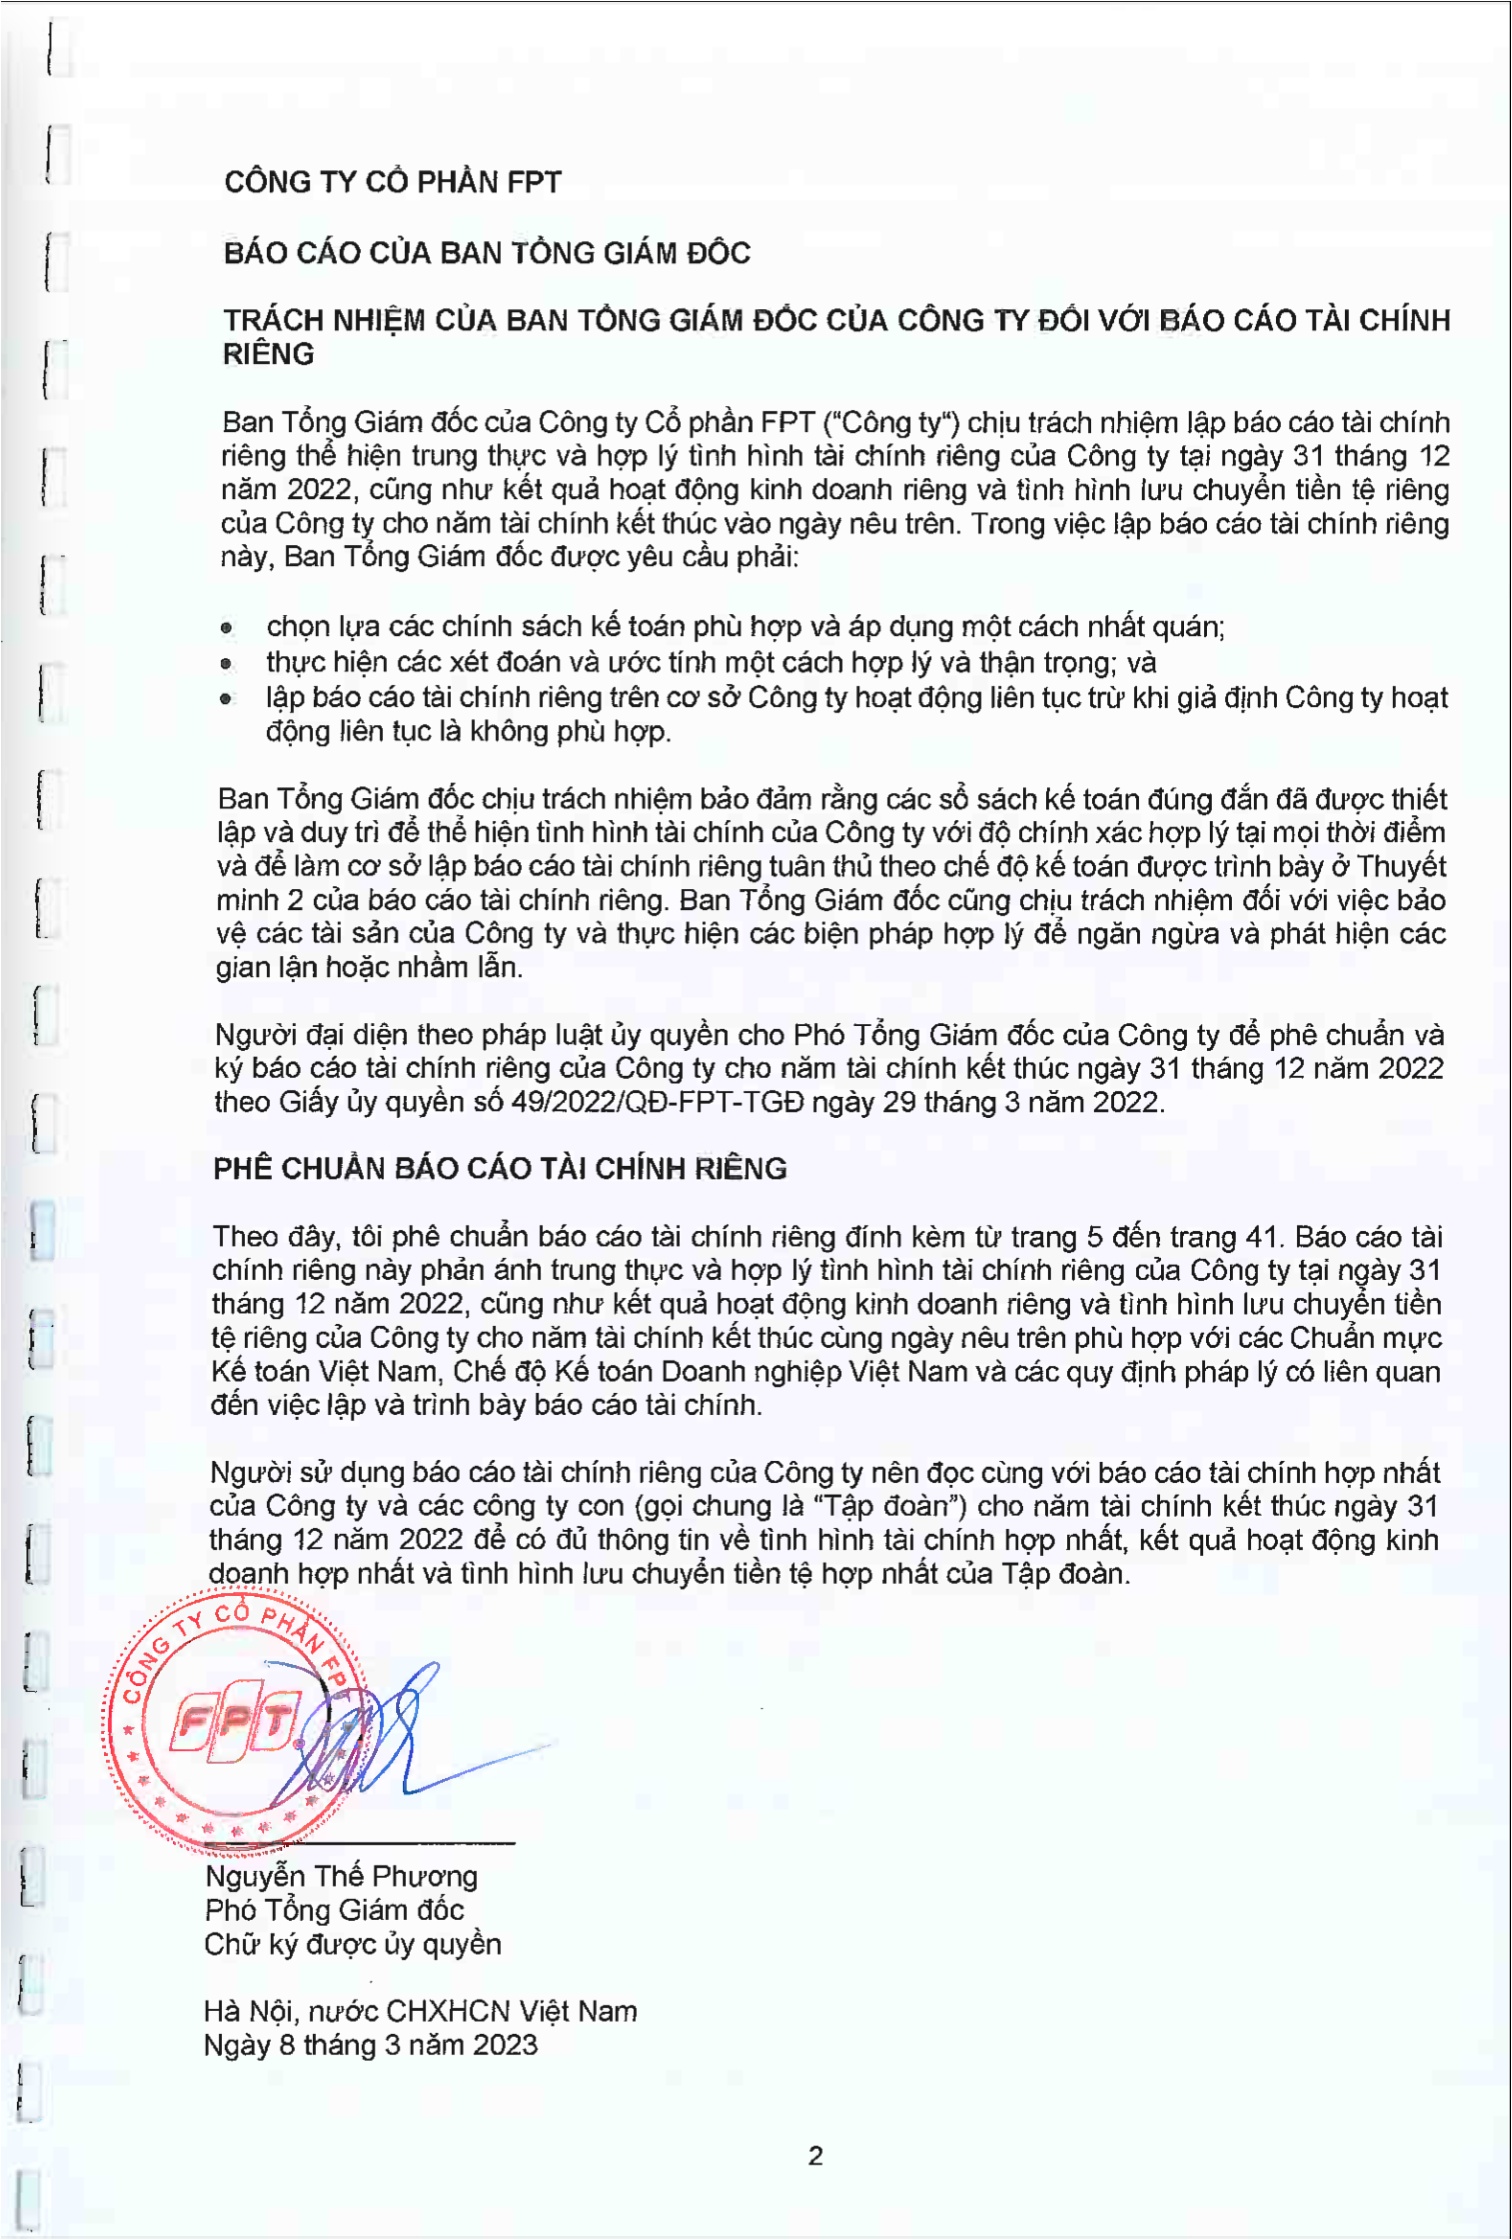 CÔNG TY CỔ PHẦN FPT
BÁO CÁO CỦA BAN TỔNG GIÁM ĐỐC
TRÁCH NHIỆM CỦA BAN TỔNG GIÁM ĐỐC CỦA CÔNG TY ĐỐI VỚI BÁO CÁO TÀI CHÍNH
RIÊNG
Ban Tổng Giám đốc của Công ty Cổ phần FPT (“Công ty“) chịu trách nhiệm lập báo cáo tài chính
riêng thể hiện trung thực và hợp lý tình hình tài chính riêng của Công ty tại ngày 31 tháng 12
năm 2022, cũng như kết quả hoạt động kinh doanh riêng và tình hình lưu chuyển tiền tệ riêng
của Công ty cho năm tài chính kết thúc vào ngày nêu trên. Trong việc lập báo cáo tài chính riêng
này, Ban Tổng Giám đốc được yêu cầu phải:
• chọn lựa các chính sách kế toán phù hợp và áp dụng một cách nhất quán;
• thực hiện các xét đoán và ước tính một cách hợp lý và thận trọng; và
• lập báo cáo tài chính riêng trên cơ sở Công ty hoạt động liên tục trừ khi giả định Công ty hoạt
động liên tục là không phù hợp.
Ban Tổng Giám đốc chịu trách nhiệm bảo đảm rằng các sổ sách kế toán đúng đắn đã được thiết
lập và duy trì để thể hiện tình hình tài chính của Công ty với độ chính xác hợp lý tại mọi thời điểm
và để làm cơ sở lập báo cáo tài chính riêng tuân thủ theo chế độ kế toán được trình bày ở Thuyết
minh 2 của báo cáo tài chính riêng. Ban Tổng Giám đốc cũng chịu trách nhiệm đối với việc bảo
vệ các tài sản của Công ty và thực hiện các biện pháp hợp lý để ngăn ngừa và phát hiện các
gian lận hoặc nhầm lẫn.
Người đại diện theo pháp luật ủy quyền cho Phó Tổng Giám đốc của Công ty để phê chuẩn và
ký báo cáo tài chính riêng của Công ty cho năm tài chính kết thúc ngày 31 tháng 12 năm 2022
theo Giấy ủy quyền số 49/2022/QĐ-FPT-TGĐ ngày 29 tháng 3 năm 2022.
PHÊ CHUẨN BÁO CÁO TÀI CHÍNH RIÊNG
Theo đây, tôi phê chuẩn báo cáo tài chính riêng đính kèm từ trang 5 đến trang 41. Báo cáo tài
chính riêng này phản ánh trung thực và hợp lý tình hình tài chính riêng của Công ty tại ngày 31
tháng 12 năm 2022, cũng như kết quả hoạt động kinh doanh riêng và tình hình lưu chuyển tiền
tệ riêng của Công ty cho năm tài chính kết thúc cùng ngày nêu trên phù hợp với các Chuẩn mực
Kế toán Việt Nam, Chế độ Kế toán Doanh nghiệp Việt Nam và các quy định pháp lý có liên quan
đến việc lập và trình bày báo cáo tài chính.
Người sử dụng báo cáo tài chính riêng của Công ty nên đọc cùng với báo cáo tài chính hợp nhất
của Công ty và các công ty con (gọi chung là “Tập đoàn”) cho năm tài chính kết thúc ngày 31
tháng 12 năm 2022 để có đủ thông tin về tình hình tài chính hợp nhất, kết quả hoạt động kinh
doanh hợp nhất và tình hình lưu chuyển tiền tệ hợp nhất của Tập đoàn.
CÔNG TY CỔ PHẦN FPT
FPT
Nguyễn Thế Phương
Phó Tổng Giám đốc
Chữ ký được ủy quyền
Hà Nội, nước CHXHCN Việt Nam
Ngày 8 tháng 3 năm 2023
2